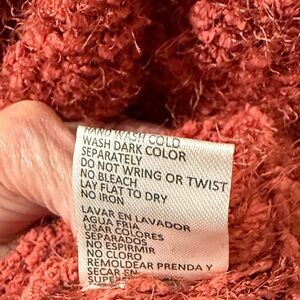 HAND WASH COLD
WASH DARK COLOR
SEPARATELY
DO NOT WRING OR TWIST
NO BLEACH
LAY FLAT TO DRY
NO IRON
LAVAR EN LAVADOR
AGUA FRIA
USAR COLORES
SEPARADOS
NO ESPIRMIR
NO CLORO
REMOLDEAR PRENDA Y
SECAR EN